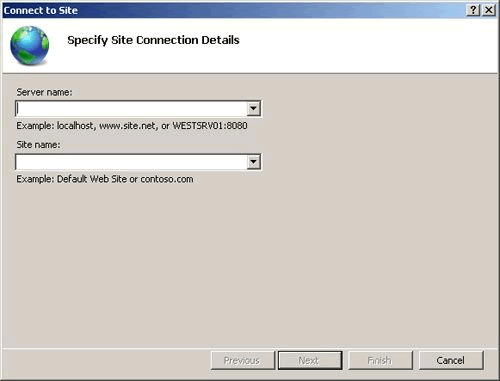 Connect to Site
Specify Site Connection Details
Server name:
Example: localhost, www.site.net, or WESTSRV01:8080
Site name:
Example: Default Web Site or contoso.com
Previous Next Finish Cancel